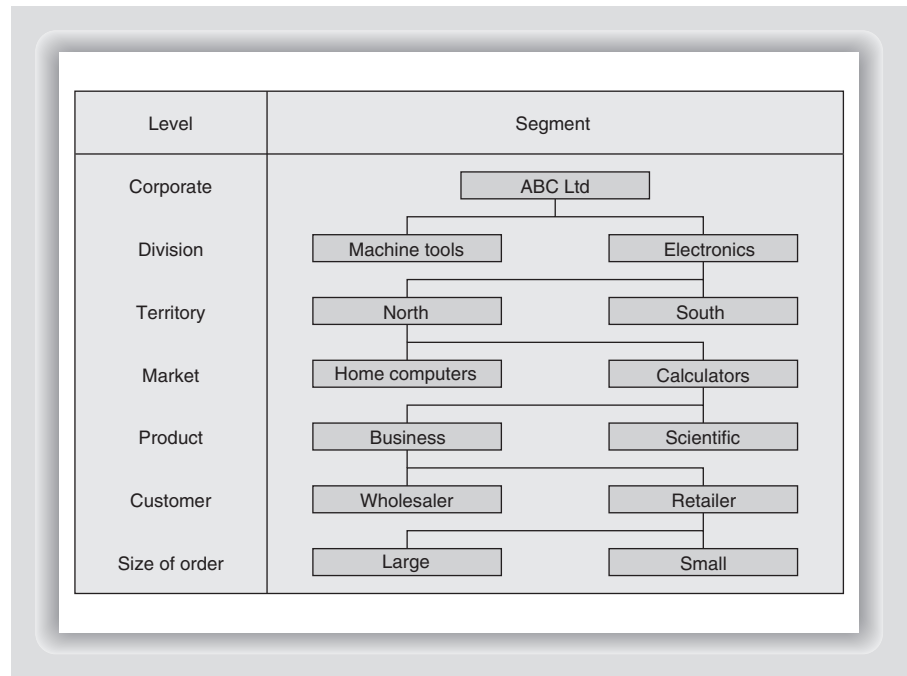 Level Segment
Corporate ABC Ltd
Division Machine tools Electronics
Territory North South
Market Home computers Calculators
Product Business Scientific
Customer Wholesaler Retailer
Size of order Large Small